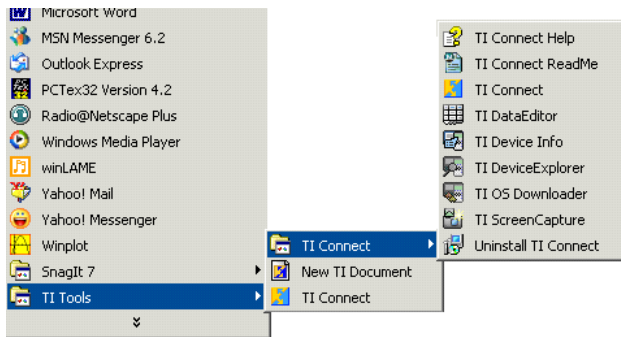 Microsoft Word
MSN Messenger 6.2
Outlook Express
PCTex32 Version 4.2
Radio@Netscape Plus
Windows Media Player
winLAME
Yahoo! Mail
Yahoo! Messenger
Winplot
SnagIt 7
TI Tools
TI Connect
New TI Document
TI Connect
TI Connect Help
TI Connect ReadMe
TI Connect
TI DataEditor
TI Device Info
TI DeviceExplorer
TI OS Downloader
TI ScreenCapture
Uninstall TI Connect